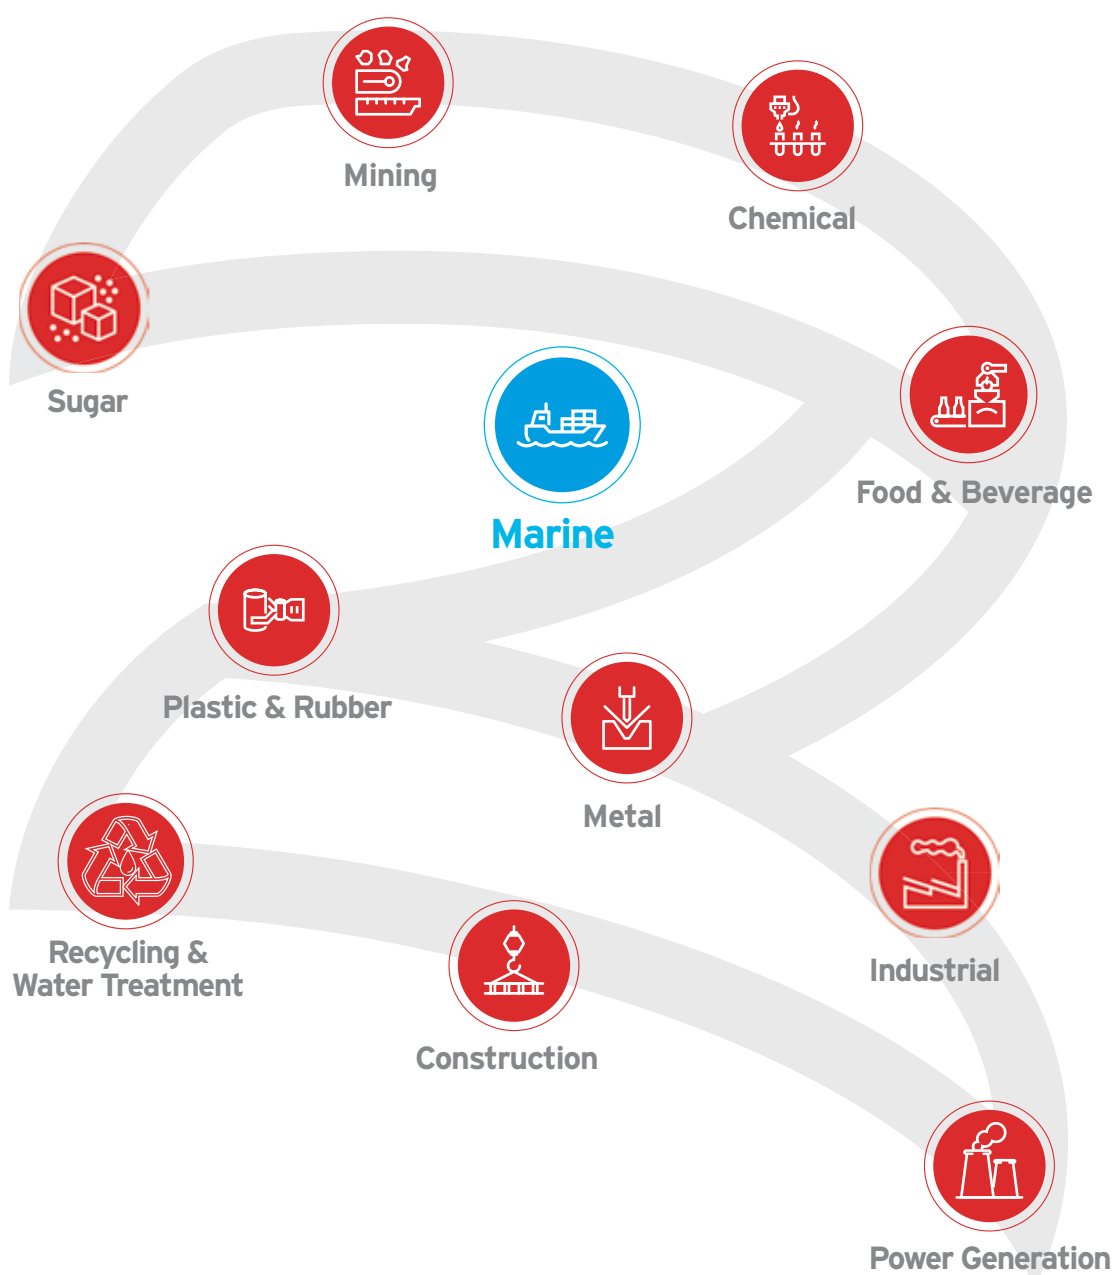 Mining
Chemical
Sugar
Food & Beverage
Marine
Plastic & Rubber
Metal
Recycling &
Water Treatment
Industrial
Construction
Power Generation